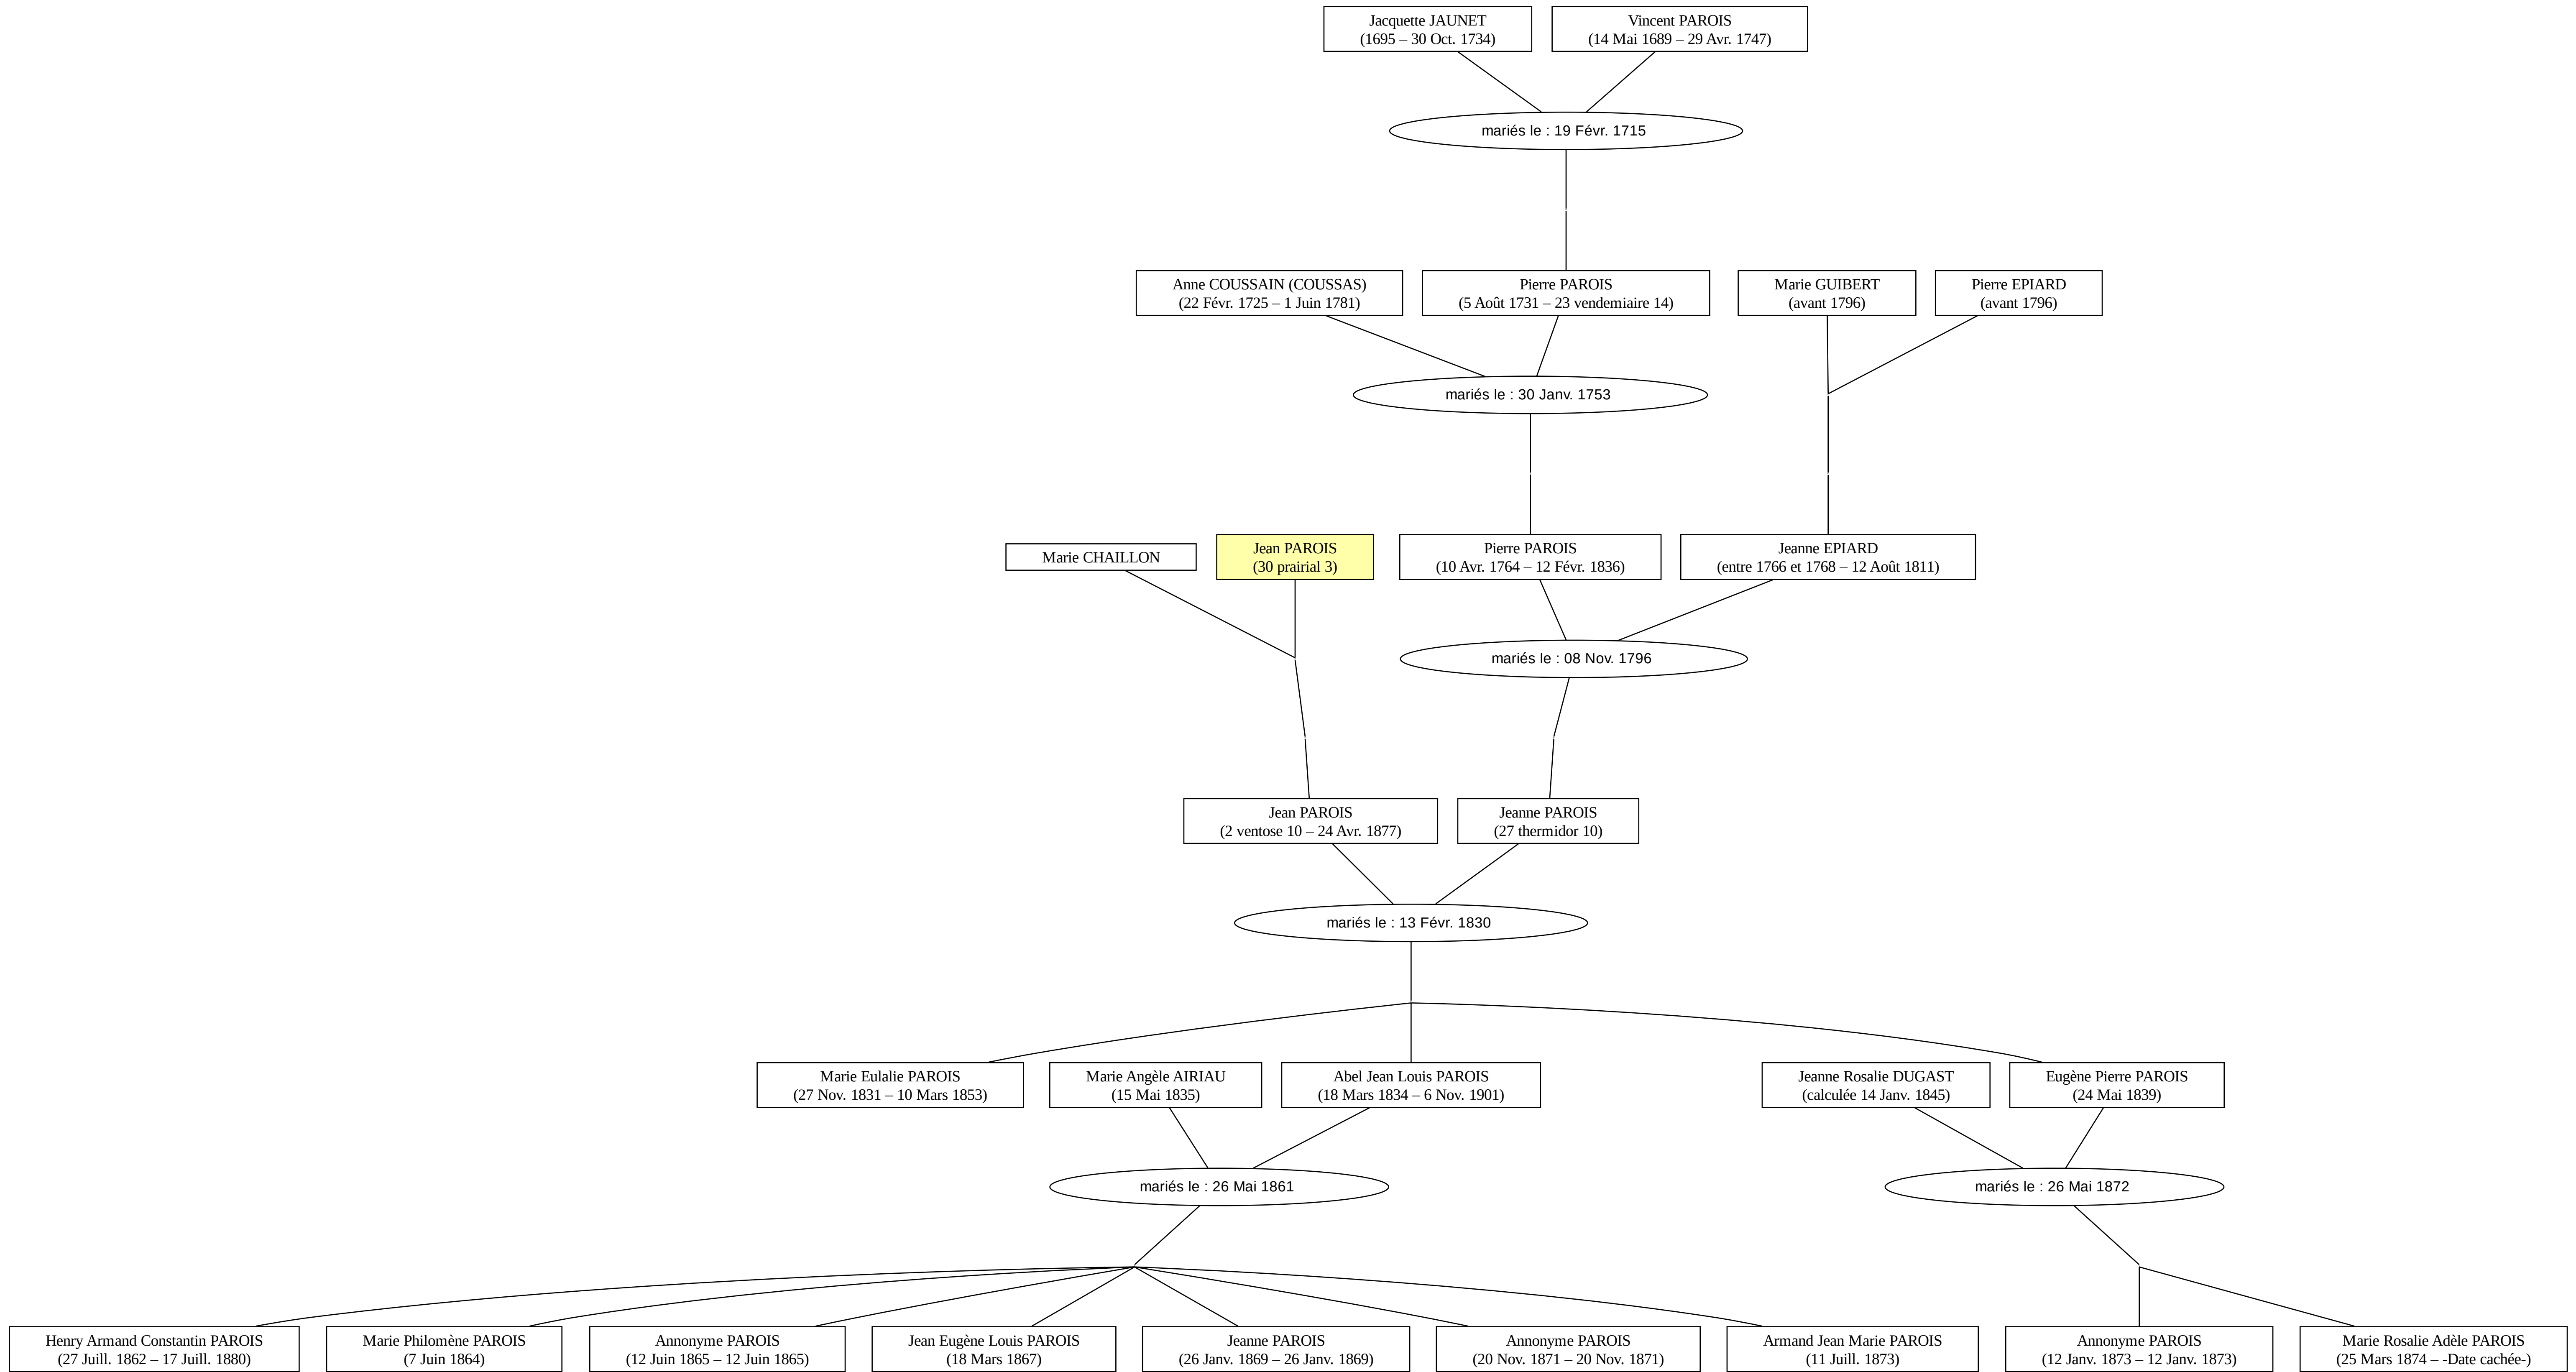 Jacquette JAUNET
(1695 – 30 Oct. 1734)
Vincent PAROIS
(14 Mai 1689 – 29 Avr. 1747)
mariés le : 19 Févr. 1715
Anne COUSSAIN (COUSSAS)
(22 Févr. 1725 – 1 Juin 1781)
Pierre PAROIS
(5 Août 1731 – 23 vendemiaire 14)
Marie GUIBERT
(avant 1796)
Pierre EPIARD
(avant 1796)
mariés le : 30 Janv. 1753
Marie CHAILLON
Jean PAROIS
(30 prairial 3)
Pierre PAROIS
(10 Avr. 1764 – 12 Févr. 1836)
Jeanne EPIARD
(entre 1766 et 1768 – 12 Août 1811)
mariés le : 08 Nov. 1796
Jean PAROIS
(2 ventose 10 – 24 Avr. 1877)
Jeanne PAROIS
(27 thermidor 10)
mariés le : 13 Févr. 1830
Marie Eulalie PAROIS
(27 Nov. 1831 – 10 Mars 1853)
Marie Angèle AIRIAU
(15 Mai 1835)
Abel Jean Louis PAROIS
(18 Mars 1834 – 6 Nov. 1901)
Jeanne Rosalie DUGAST
(calculée 14 Janv. 1845)
Eugène Pierre PAROIS
(24 Mai 1839)
mariés le : 26 Mai 1861
mariés le : 26 Mai 1872
Henry Armand Constantin PAROIS
(27 Juill. 1862 – 17 Juill. 1880)
Marie Philomène PAROIS
(7 Juin 1864)
Annonyme PAROIS
(12 Juin 1865 – 12 Juin 1865)
Jean Eugène Louis PAROIS
(18 Mars 1867)
Jeanne PAROIS
(26 Janv. 1869 – 26 Janv. 1869)
Annonyme PAROIS
(20 Nov. 1871 – 20 Nov. 1871)
Armand Jean Marie PAROIS
(11 Juill. 1873)
Annonyme PAROIS
(12 Janv. 1873 – 12 Janv. 1873)
Marie Rosalie Adèle PAROIS
(25 Mars 1874 – -Date cachée-)